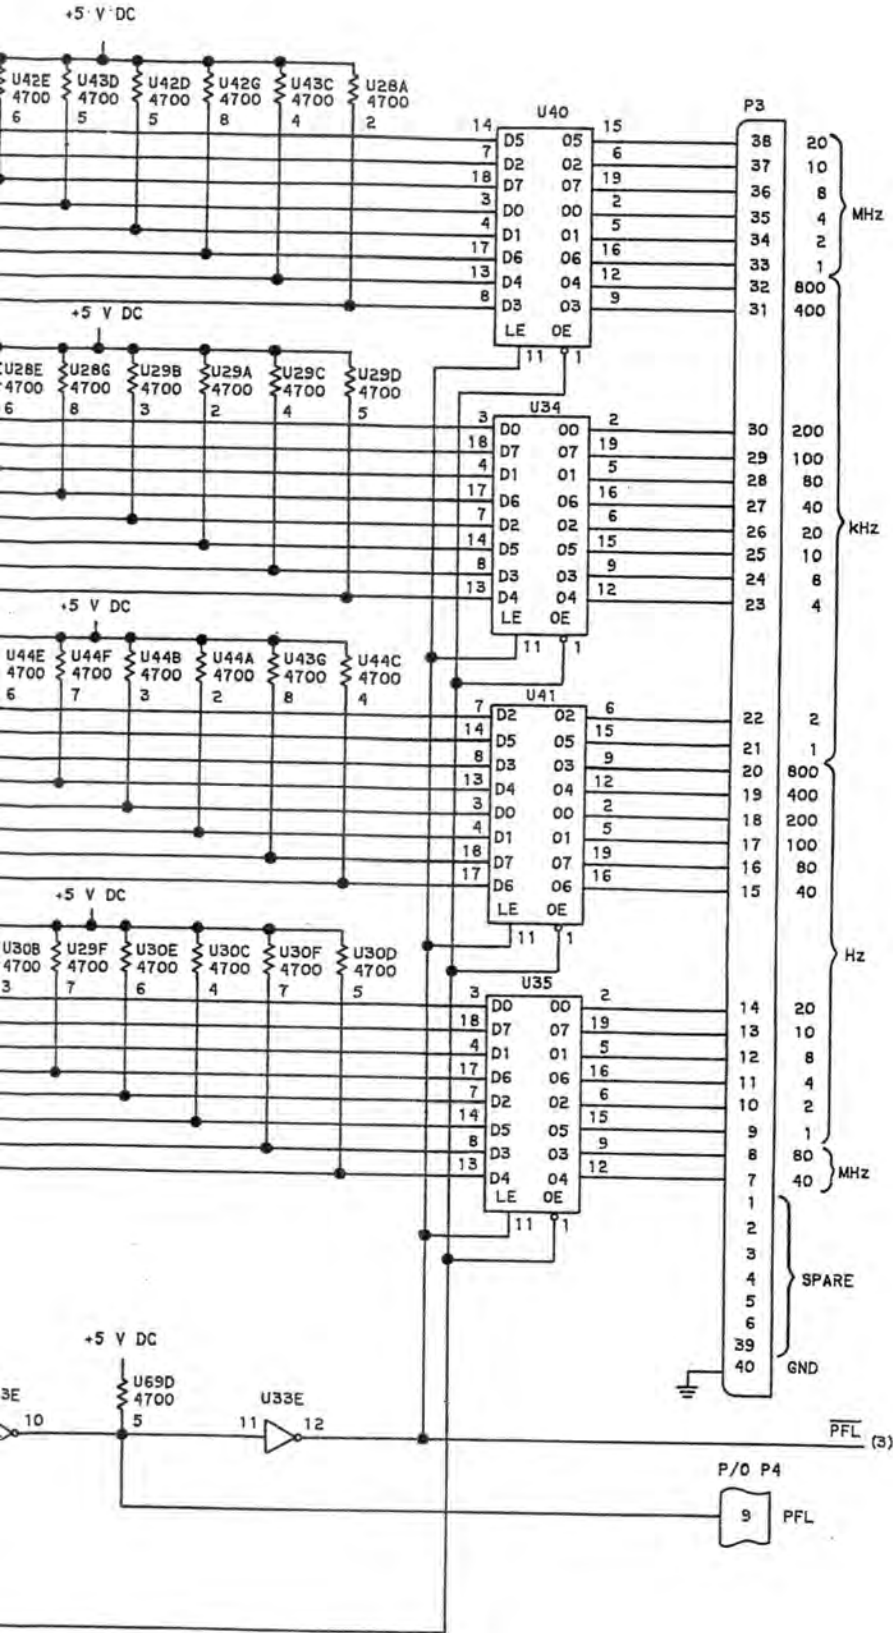 +5 V DC
U42E U43D U42D U42G U43C U28A
4700 4700 4700 4700 4700 4700
6 5 5 8 4 2
U40 P3
14 D5 O5 15 38 20
7 D2 O2 6 37 10
18 D7 O7 19 36 8
3 D0 O0 2 35 4 MHz
4 D1 O1 5 34 2
17 D6 O6 16 33 1
13 D4 O4 12 32 800
8 D3 O3 9 31 400
LE OE
11 1
+5 V DC
U28E U28G U29B U29A U29C U29D
4700 4700 4700 4700 4700 4700
6 8 3 2 4 5
U34
3 D0 O0 2 30 200
18 D7 O7 19 29 100
4 D1 O1 5 28 80
17 D6 O6 16 27 40
7 D2 O2 6 26 20 kHz
14 D5 O5 15 25 10
8 D3 O3 9 24 8
13 D4 O4 12 23 4
LE OE
11 1
+5 V DC
U44E U44F U44B U44A U43G U44C
4700 4700 4700 4700 4700 4700
6 7 3 2 8 4
U41
7 D2 O2 6 22 2
14 D5 O5 15 21 1
8 D3 O3 9 20 800
13 D4 O4 12 19 400
3 D0 O0 2 18 200
4 D1 O1 5 17 100
18 D7 O7 19 16 80
17 D6 O6 16 15 40
LE OE
11 1
Hz
+5 V DC
U30B U29F U30E U30C U30F U30D
4700 4700 4700 4700 4700 4700
3 7 6 4 7 5
U35
3 D0 O0 2 14 20
18 D7 O7 19 13 10
4 D1 O1 5 12 8
17 D6 O6 16 11 4
7 D2 O2 6 10 2
14 D5 O5 15 9 1
8 D3 O3 9 8 80
13 D4 O4 12 7 40 MHz
LE OE
11 1
1
2
3
4 SPARE
5
6
39
40 GND
+5 V DC
U69D
4700
5
3E
10
U33E
11 12
PFL (3)
P/O P4
9 PFL